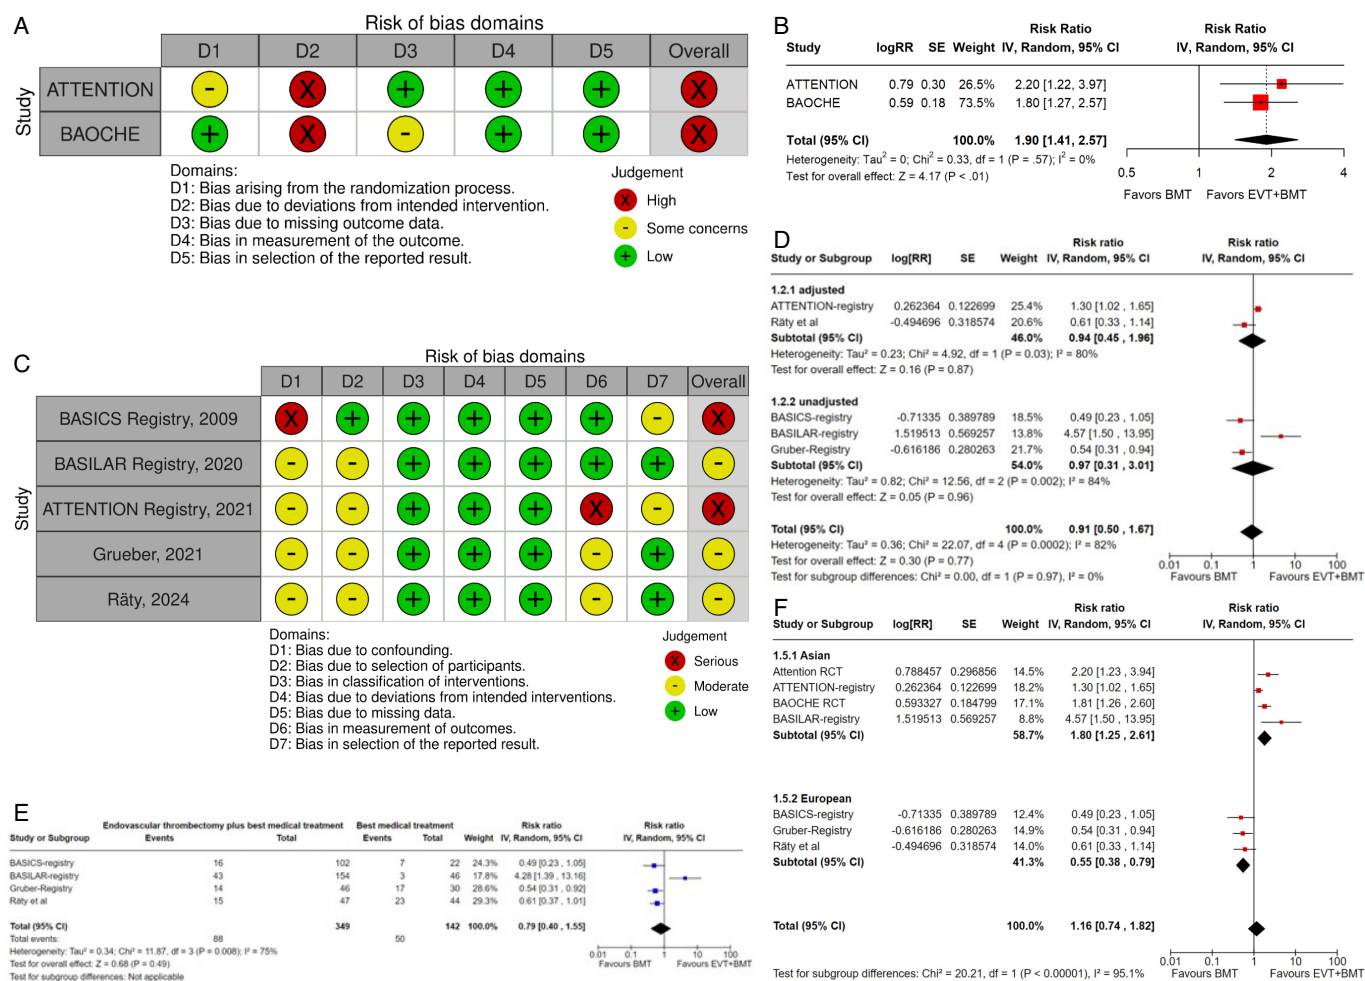 A
Risk of bias domains
D1 D2 D3 D4 D5 Overall
Study
ATTENTION - X + + + X
BAOCHE + X - + + X
Domains:
D1: Bias arising from the randomization process.
D2: Bias due to deviations from intended intervention.
D3: Bias due to missing outcome data.
D4: Bias in measurement of the outcome.
D5: Bias in selection of the reported result.
Judgement
X High
- Some concerns
+ Low
B
Risk Ratio Risk Ratio
Study logRR SE Weight IV, Random, 95% CI IV, Random, 95% CI
ATTENTION 0.79 0.30 26.5% 2.20 [1.22, 3.97]
BAOCHE 0.59 0.18 73.5% 1.80 [1.27, 2.57]
Total (95% CI) 100.0% 1.90 [1.41, 2.57]
Heterogeneity: Tau² = 0; Chi² = 0.33, df = 1 (P = .57); I² = 0%
Test for overall effect: Z = 4.17 (P < .01)
0.5 1 2 4
Favors BMT Favors EVT+BMT
C
Risk of bias domains
D1 D2 D3 D4 D5 D6 D7 Overall
Study
BASICS Registry, 2009 X + + + + + - X
BASILAR Registry, 2020 - - + + + + + -
ATTENTION Registry, 2021 - - + + + X - X
Grueber, 2021 - - + + + - + -
Räty, 2024 - - + + + - + -
Domains:
D1: Bias due to confounding.
D2: Bias due to selection of participants.
D3: Bias in classification of interventions.
D4: Bias due to deviations from intended interventions.
D5: Bias due to missing data.
D6: Bias in measurement of outcomes.
D7: Bias in selection of the reported result.
Judgement
X Serious
- Moderate
+ Low
D
Risk ratio Risk ratio
Study or Subgroup log[RR] SE Weight IV, Random, 95% CI IV, Random, 95% CI
1.2.1 adjusted
ATTENTION-registry 0.262364 0.122699 25.4% 1.30 [1.02 , 1.65]
Räty et al -0.494696 0.318574 20.6% 0.61 [0.33 , 1.14]
Subtotal (95% CI) 46.0% 0.94 [0.45 , 1.96]
Heterogeneity: Tau² = 0.23; Chi² = 4.92, df = 1 (P = 0.03); I² = 80%
Test for overall effect: Z = 0.16 (P = 0.87)
1.2.2 unadjusted
BASICS-registry -0.71335 0.389789 18.5% 0.49 [0.23 , 1.05]
BASILAR-registry 1.519513 0.569257 13.8% 4.57 [1.50 , 13.95]
Gruber-Registry -0.616186 0.280263 21.7% 0.54 [0.31 , 0.94]
Subtotal (95% CI) 54.0% 0.97 [0.31 , 3.01]
Heterogeneity: Tau² = 0.82; Chi² = 12.56, df = 2 (P = 0.002); I² = 84%
Test for overall effect: Z = 0.05 (P = 0.96)
Total (95% CI) 100.0% 0.91 [0.50 , 1.67]
Heterogeneity: Tau² = 0.36; Chi² = 22.07, df = 4 (P = 0.0002); I² = 82%
Test for overall effect: Z = 0.30 (P = 0.77)
Test for subgroup differences: Chi² = 0.00, df = 1 (P = 0.97), I² = 0%
0.01 0.1 1 10 100
Favours BMT Favours EVT+BMT
E
Endovascular thrombectomy plus best medical treatment Best medical treatment Risk ratio Risk ratio
Study or Subgroup Events Total Events Total Weight IV, Random, 95% CI IV, Random, 95% CI
BASICS-registry 16 102 7 22 24.3% 0.49 [0.23 , 1.05]
BASILAR-registry 43 154 3 46 17.8% 4.28 [1.39 , 13.16]
Gruber-Registry 14 46 17 30 28.6% 0.54 [0.31 , 0.92]
Räty et al 15 47 23 44 29.2% 0.61 [0.37 , 1.01]
Total (95% CI) 349 142 100.0% 0.79 [0.40 , 1.55]
Total events: 88 50
Heterogeneity: Tau² = 0.34; Chi² = 11.87, df = 3 (P = 0.008); I² = 75%
Test for overall effect: Z = 0.68 (P = 0.49)
Test for subgroup differences: Not applicable
0.01 0.1 1 10 100
Favours BMT Favours EVT+BMT
F
Risk ratio Risk ratio
Study or Subgroup log[RR] SE Weight IV, Random, 95% CI IV, Random, 95% CI
1.5.1 Asian
Attention RCT 0.788457 0.296856 14.5% 2.20 [1.23 , 3.94]
ATTENTION-registry 0.262364 0.122699 18.2% 1.30 [1.02 , 1.65]
BAOCHE RCT 0.593327 0.184799 17.1% 1.81 [1.26 , 2.60]
BASILAR-registry 1.519513 0.569257 8.8% 4.57 [1.50 , 13.95]
Subtotal (95% CI) 58.7% 1.80 [1.25 , 2.61]
1.5.2 European
BASICS-registry -0.71335 0.389789 12.4% 0.49 [0.23 , 1.05]
Gruber-Registry -0.616186 0.280263 14.9% 0.54 [0.31 , 0.94]
Räty et al -0.494696 0.318574 14.0% 0.61 [0.33 , 1.14]
Subtotal (95% CI) 41.3% 0.55 [0.38 , 0.79]
Total (95% CI) 100.0% 1.16 [0.74 , 1.82]
Test for subgroup differences: Chi² = 20.21, df = 1 (P < 0.00001), I² = 95.1%
0.01 0.1 1 10 100
Favours BMT Favours EVT+BMT